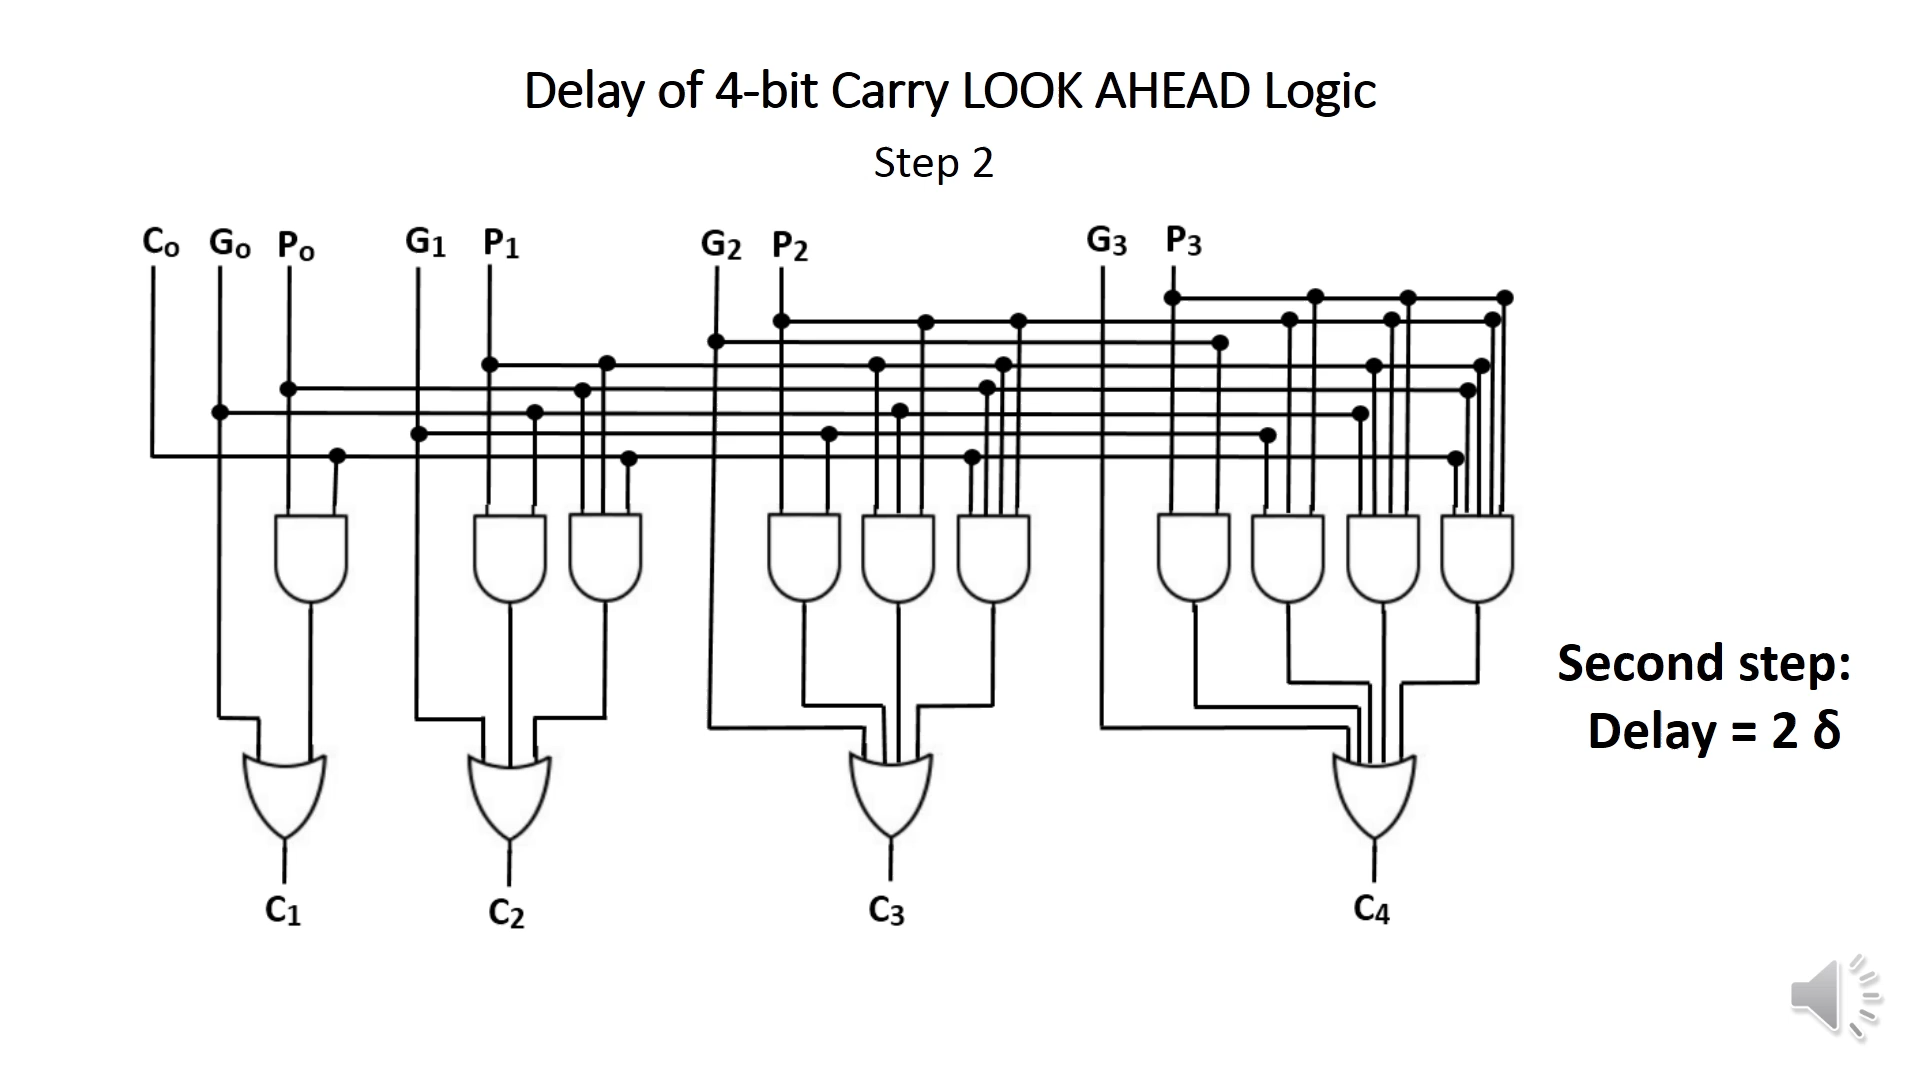 Delay of 4-bit Carry LOOK AHEAD Logic
Step 2
C₀ G₀ P₀ G₁ P₁ G₂ P₂ G₃ P₃
Second step:
Delay = 2 δ
C₁ C₂ C₃ C₄